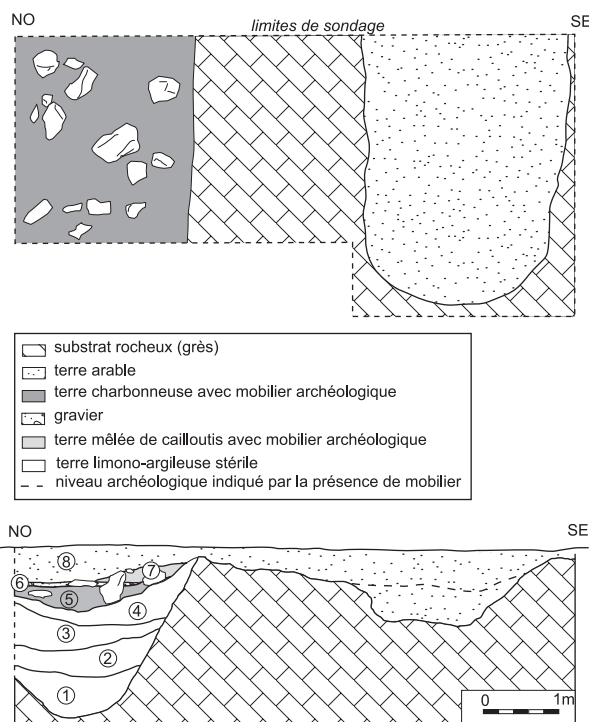 NO
limites de sondage
SE
substrat rocheux (grès)
terre arable
terre charbonneuse avec mobilier archéologique
gravier
terre mêlée de cailloutis avec mobilier archéologique
terre limono-argileuse stérile
niveau archéologique indiqué par la présence de mobilier
NO
SE
8
7
6
5
4
3
2
1
0 1m